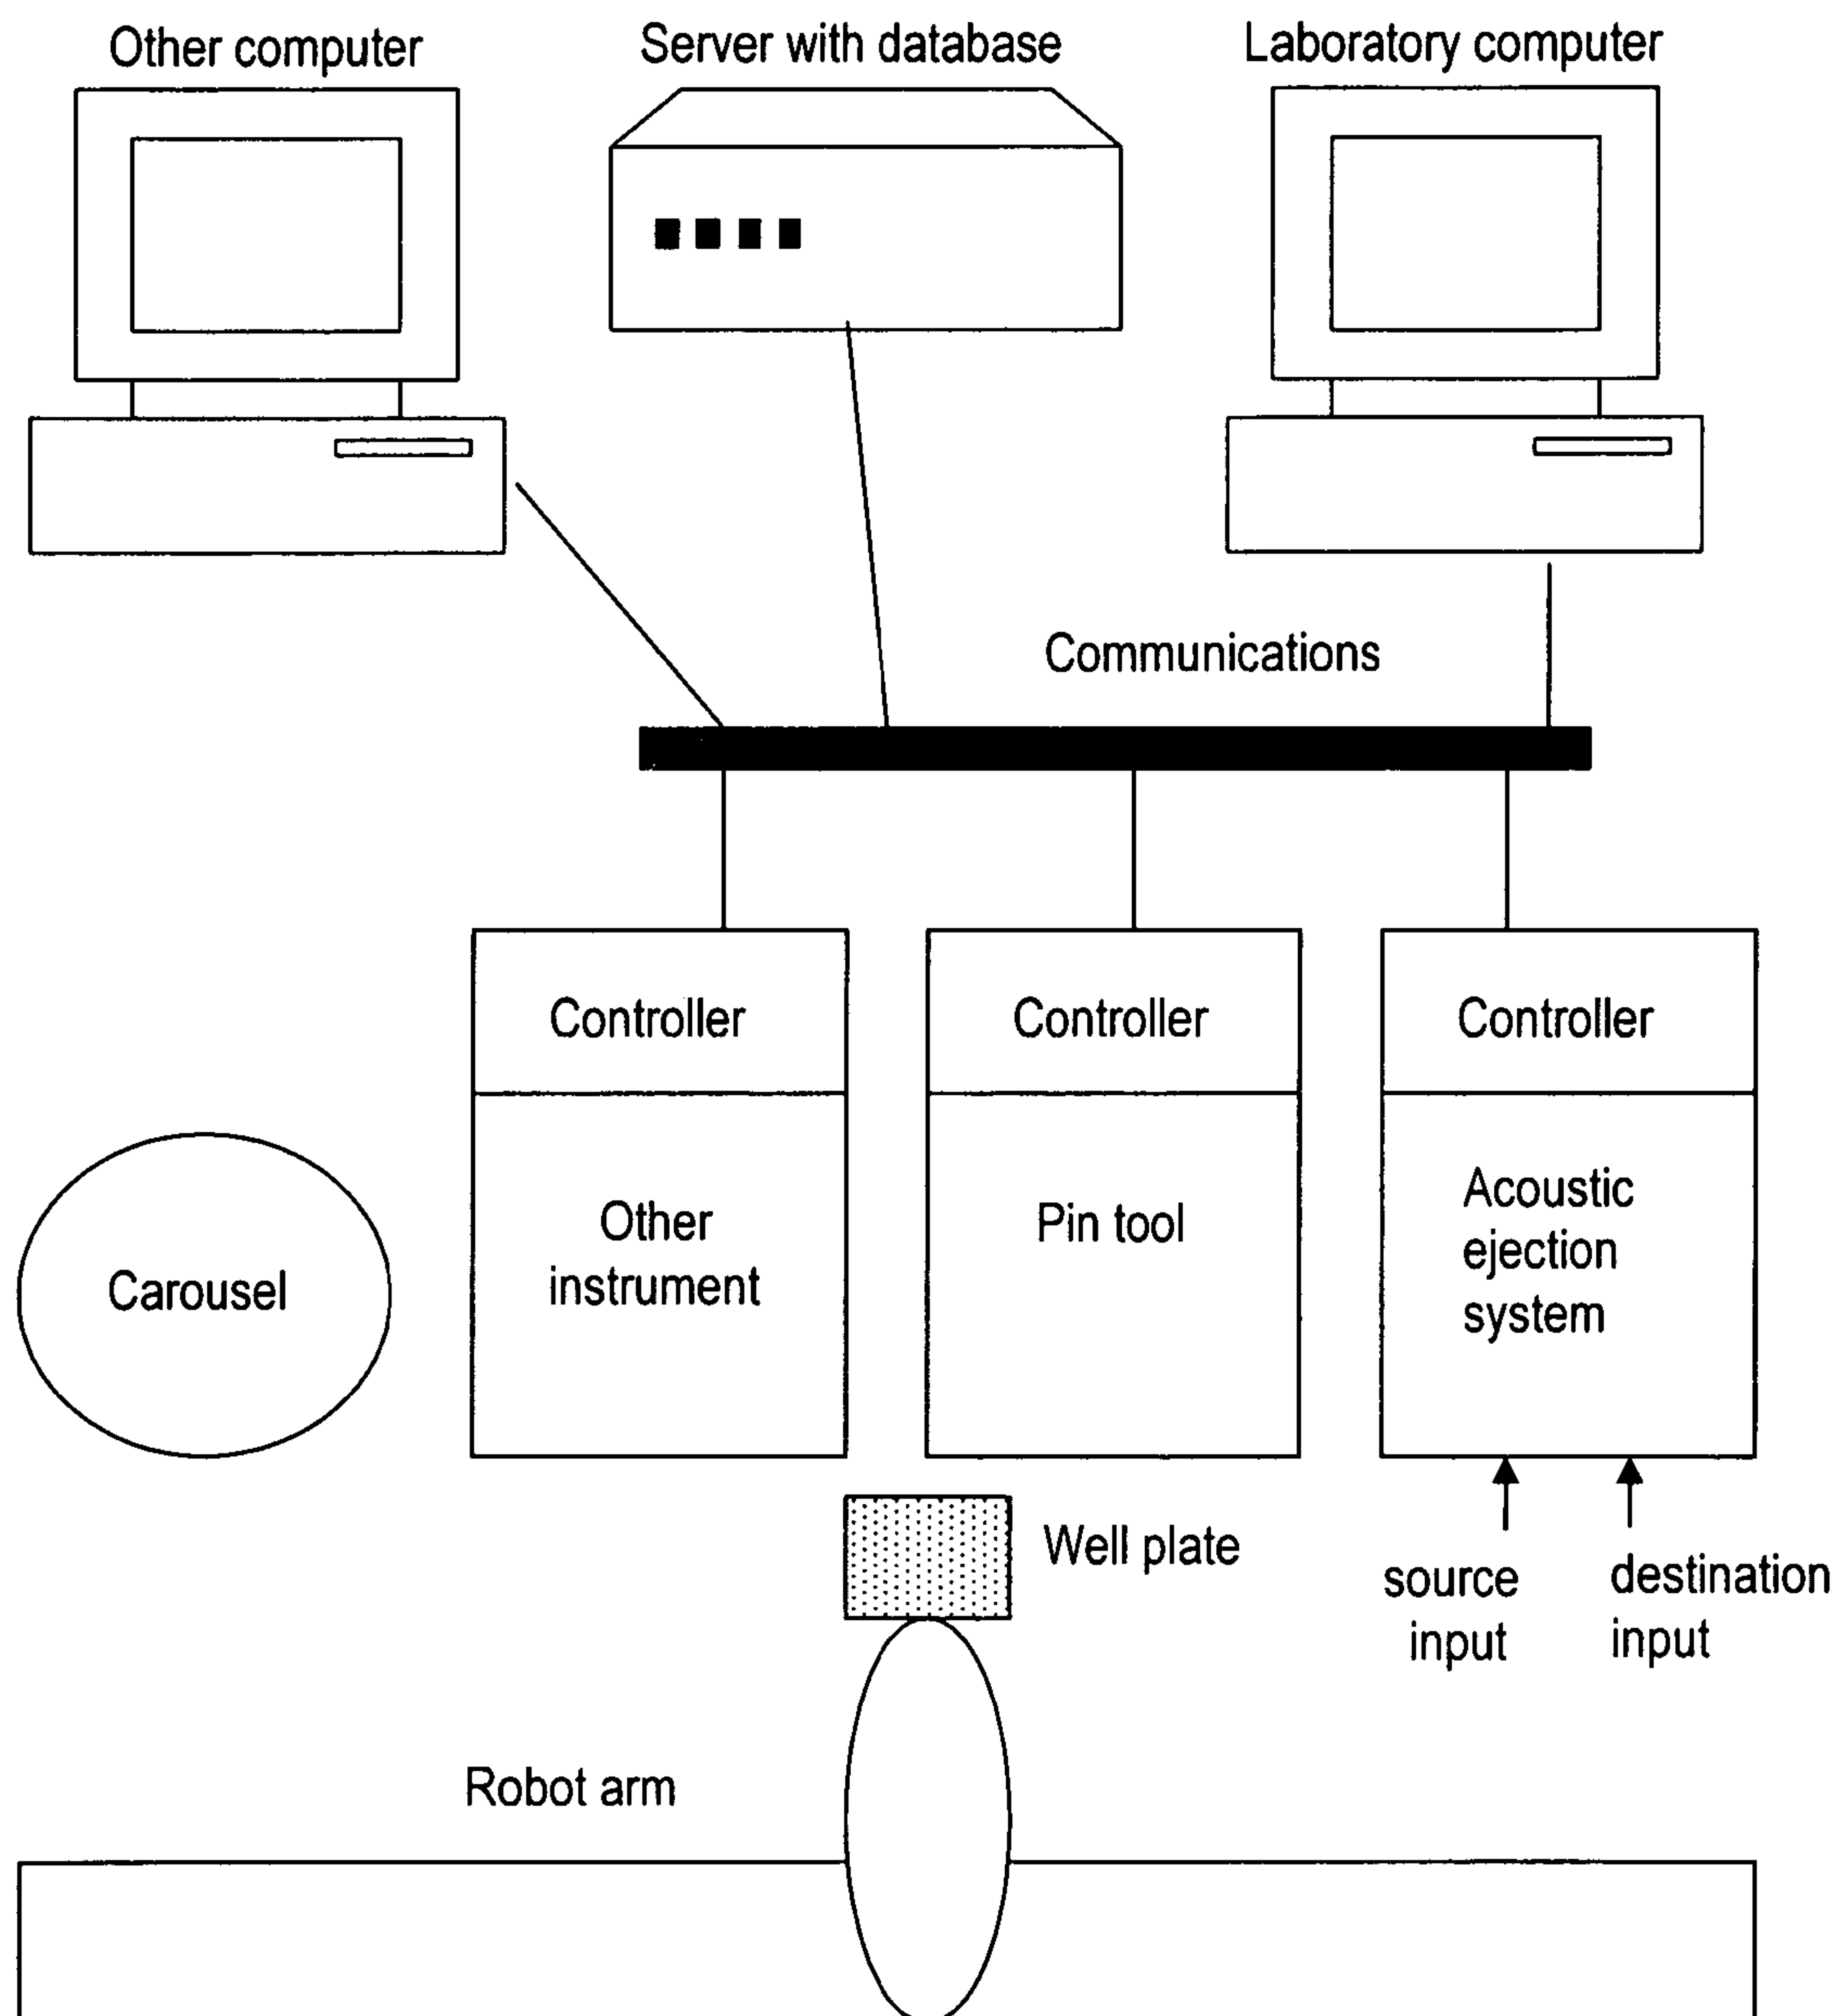 Other computer
Server with database
Laboratory computer
Communications
Controller
Controller
Controller
Carousel
Other
instrument
Pin tool
Acoustic
ejection
system
Well plate
source
input
destination
input
Robot arm